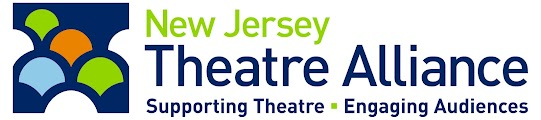 New Jersey
Theatre Alliance
Supporting Theatre ▪ Engaging Audiences